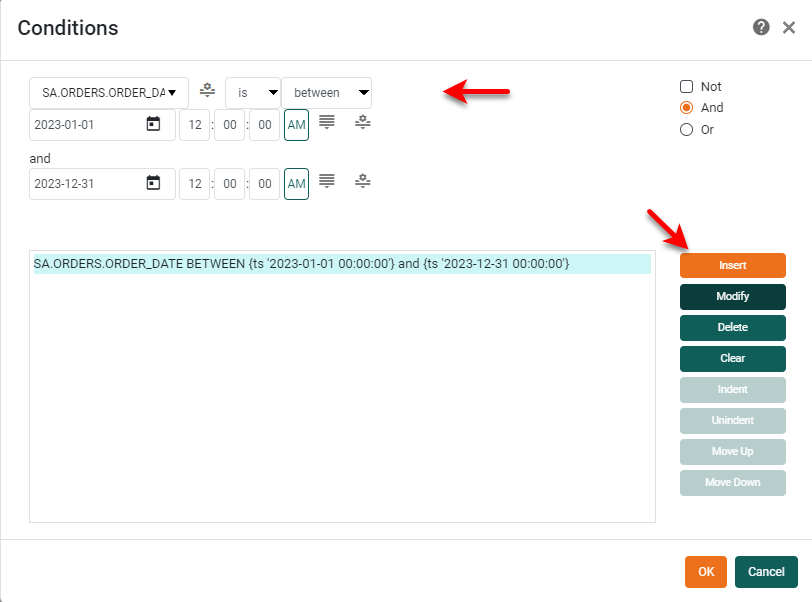 Conditions
SA.ORDERS.ORDER_DA is between
2023-01-01 12 : 00 : 00 AM
and
2023-12-31 12 : 00 : 00 AM
Not
And
Or
SA.ORDERS.ORDER_DATE BETWEEN {ts '2023-01-01 00:00:00'} and {ts '2023-12-31 00:00:00'}
Insert
Modify
Delete
Clear
Indent
Unindent
Move Up
Move Down
OK Cancel